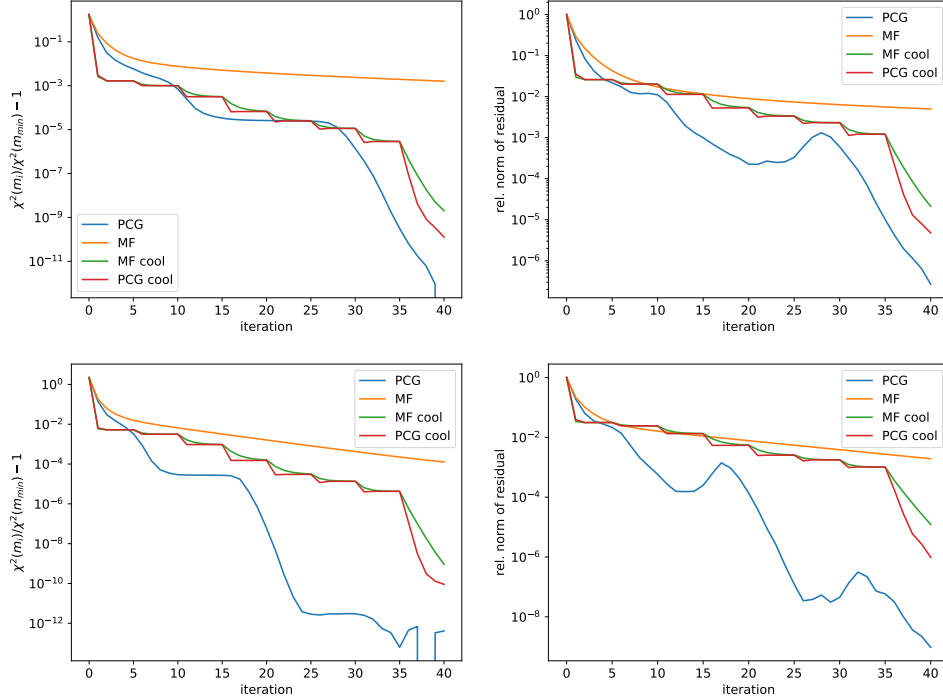 10⁻¹
10⁻³
10⁻⁵
10⁻⁷
10⁻⁹
10⁻¹¹
χ²(mᵢ)/χ²(mₘᵢₙ) − 1
PCG
MF
MF cool
PCG cool
0 5 10 15 20 25 30 35 40
iteration
10⁰
10⁻¹
10⁻²
10⁻³
10⁻⁴
10⁻⁵
10⁻⁶
rel. norm of residual
PCG
MF
MF cool
PCG cool
0 5 10 15 20 25 30 35 40
iteration
10⁰
10⁻²
10⁻⁴
10⁻⁶
10⁻⁸
10⁻¹⁰
10⁻¹²
χ²(mᵢ)/χ²(mₘᵢₙ) − 1
PCG
MF
MF cool
PCG cool
0 5 10 15 20 25 30 35 40
iteration
10⁰
10⁻²
10⁻⁴
10⁻⁶
10⁻⁸
rel. norm of residual
PCG
MF
MF cool
PCG cool
0 5 10 15 20 25 30 35 40
iteration